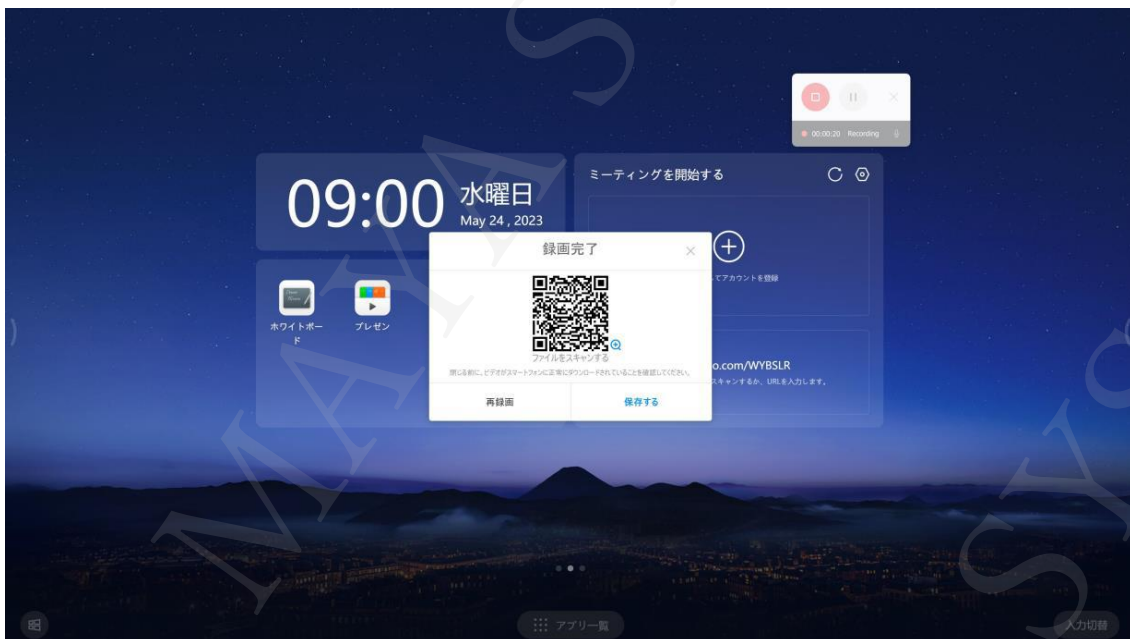 00:00:20 Recording
09:00
水曜日
May 24 , 2023
ミーティングを開始する
てアカウントを登録
ホワイトボー
ド
プレゼン
録画完了
ファイルをスキャンする
閉じる前に、ビデオがスマートフォンに正常にダウンロードされていることを確認してください。
再録画
保存する
o.com/WYBSLR
スキャンするか、URLを入力します。
アプリ一覧
入力切替
MAYA SYS